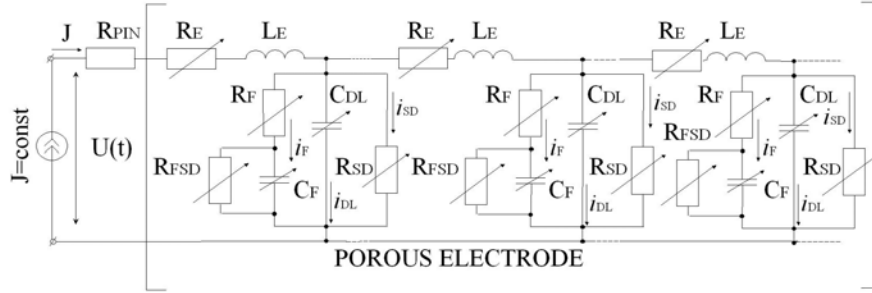 J RPIN RE LE RE LE RE LE
RF CDL iSD RF CDL iSD RF CDL iSD
J=const U(t) RFSD iF RSD RFSD iF RSD RFSD iF RSD
CF iDL CF iDL CF iDL
POROUS ELECTRODE